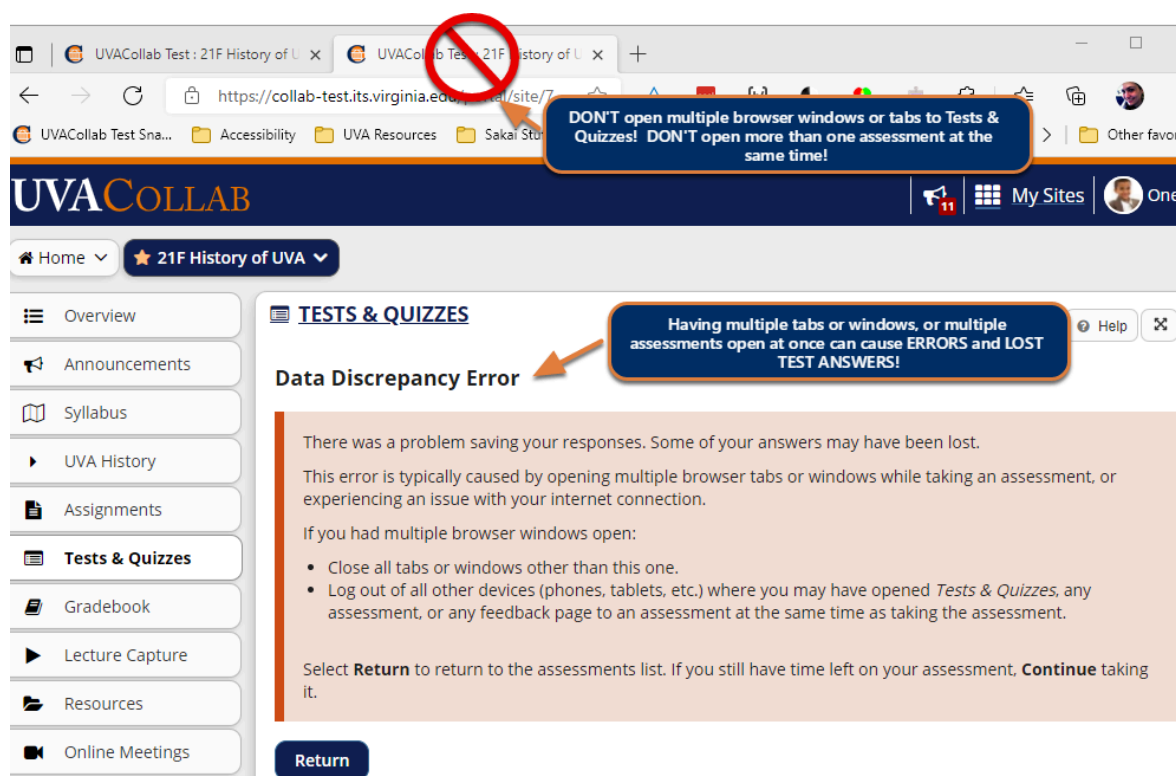 UVACollab Test : 21F History of U
UVACollab Test : 21F History of U
https://collab-test.its.virginia.edu/portal/site/7
DON'T open multiple browser windows or tabs to Tests &
Quizzes! DON'T open more than one assessment at the
same time!
UVACollab Test Sna...
Accessibility
UVA Resources
Sakai Stu
Other favo
UVACOLLAB
11
My Sites
One
Home
21F History of UVA
Overview
Announcements
Syllabus
UVA History
Assignments
Tests & Quizzes
Gradebook
Lecture Capture
Resources
Online Meetings
TESTS & QUIZZES
Having multiple tabs or windows, or multiple
assessments open at once can cause ERRORS and LOST
TEST ANSWERS!
Help
Data Discrepancy Error
There was a problem saving your responses. Some of your answers may have been lost.
This error is typically caused by opening multiple browser tabs or windows while taking an assessment, or
experiencing an issue with your internet connection.
If you had multiple browser windows open:
• Close all tabs or windows other than this one.
• Log out of all other devices (phones, tablets, etc.) where you may have opened Tests & Quizzes, any
assessment, or any feedback page to an assessment at the same time as taking the assessment.
Select Return to return to the assessments list. If you still have time left on your assessment, Continue taking
it.
Return